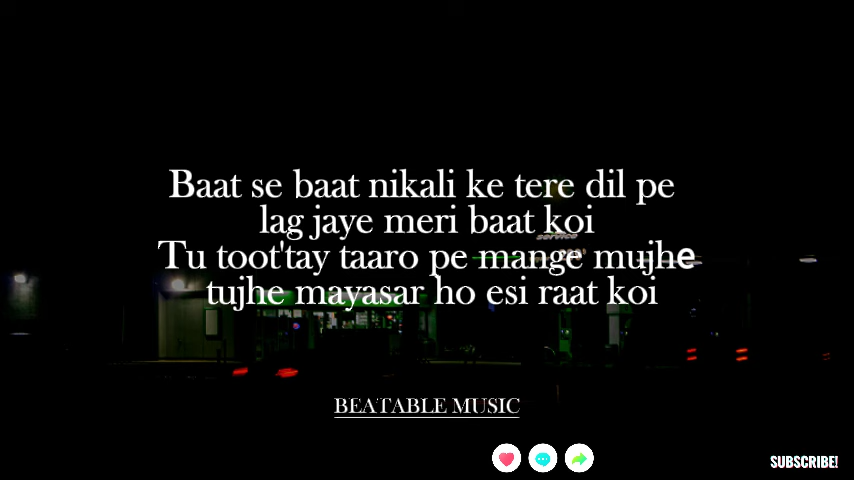 Baat se baat nikali ke tere dil pe
lag jaye meri baat koi
Tu toot'tay taaro pe mange mujhe
tujhe mayasar ho esi raat koi
BEATABLE MUSIC
SUBSCRIBE!